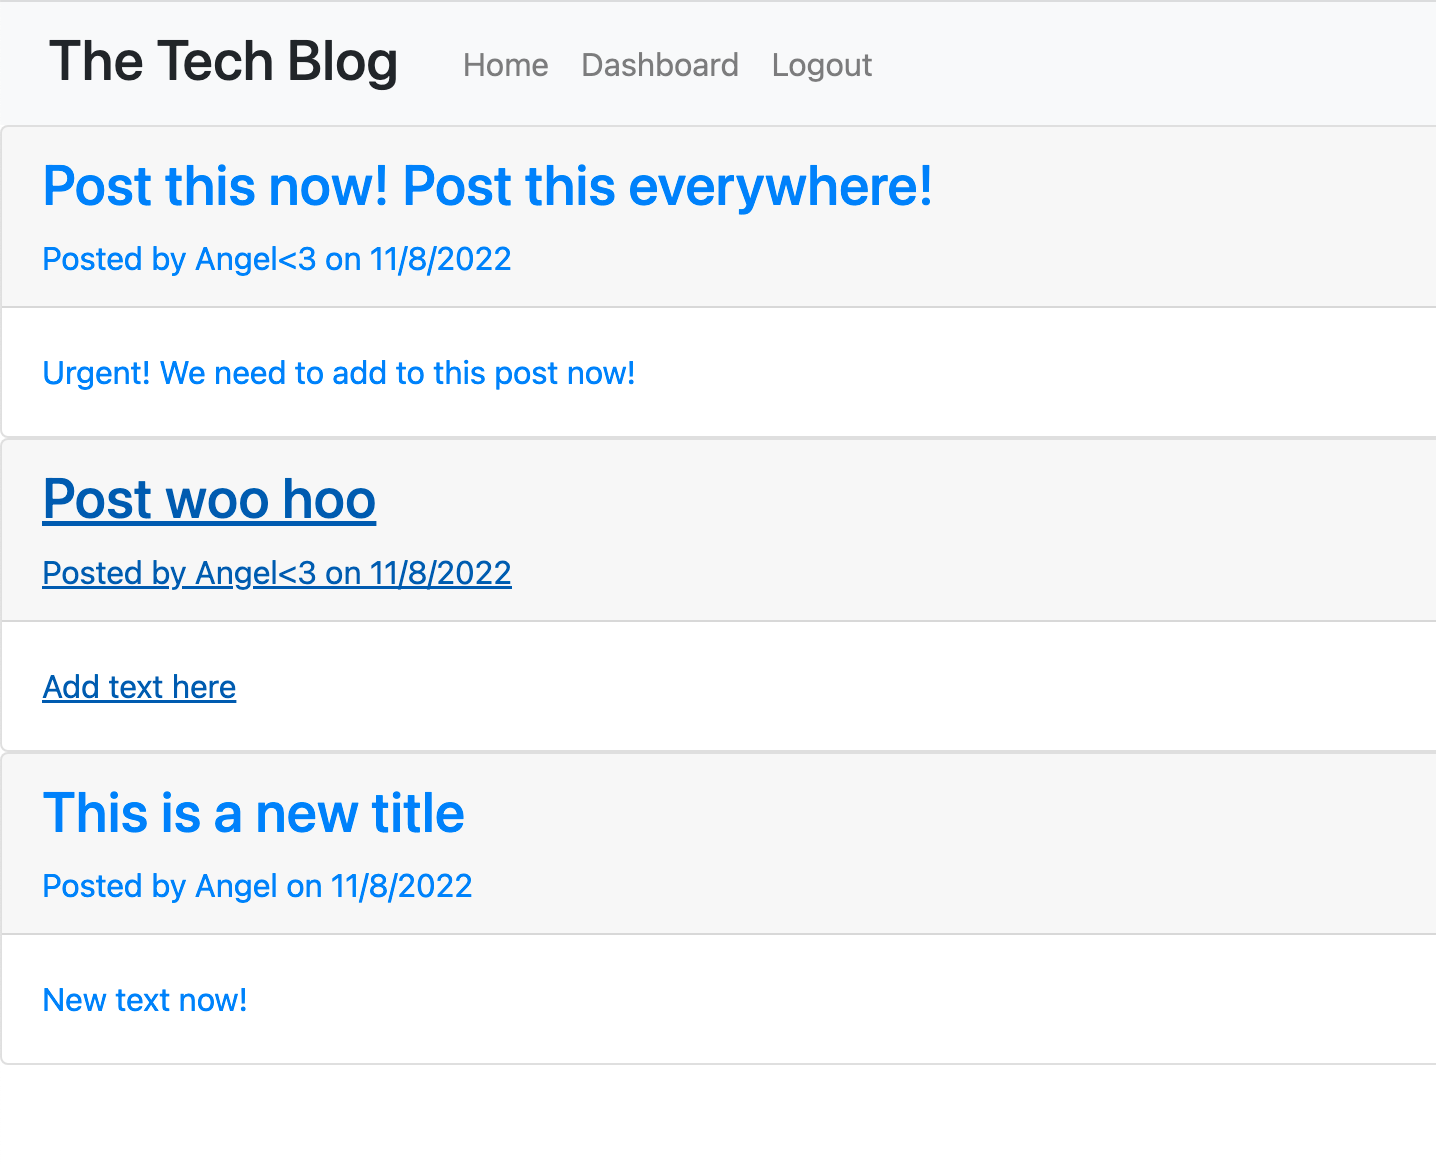 The Tech Blog Home Dashboard Logout
Post this now! Post this everywhere!
Posted by Angel<3 on 11/8/2022
Urgent! We need to add to this post now!
Post woo hoo
Posted by Angel<3 on 11/8/2022
Add text here
This is a new title
Posted by Angel on 11/8/2022
New text now!